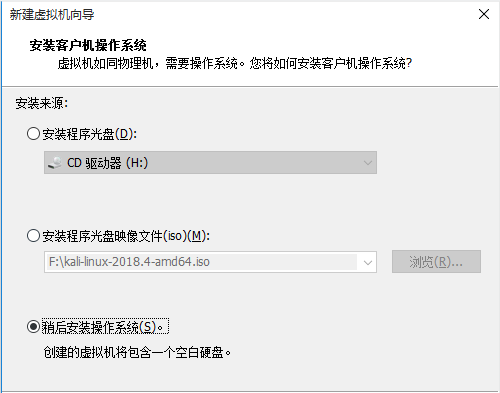 新建虚拟机向导
安装客户机操作系统
虚拟机如同物理机，需要操作系统。您将如何安装客户机操作系统？
安装来源:
安装程序光盘(D):
CD 驱动器 (H:)
安装程序光盘映像文件(iso)(M):
F:\kali-linux-2018.4-amd64.iso
浏览(R)...
稍后安装操作系统(S)。
创建的虚拟机将包含一个空白硬盘。